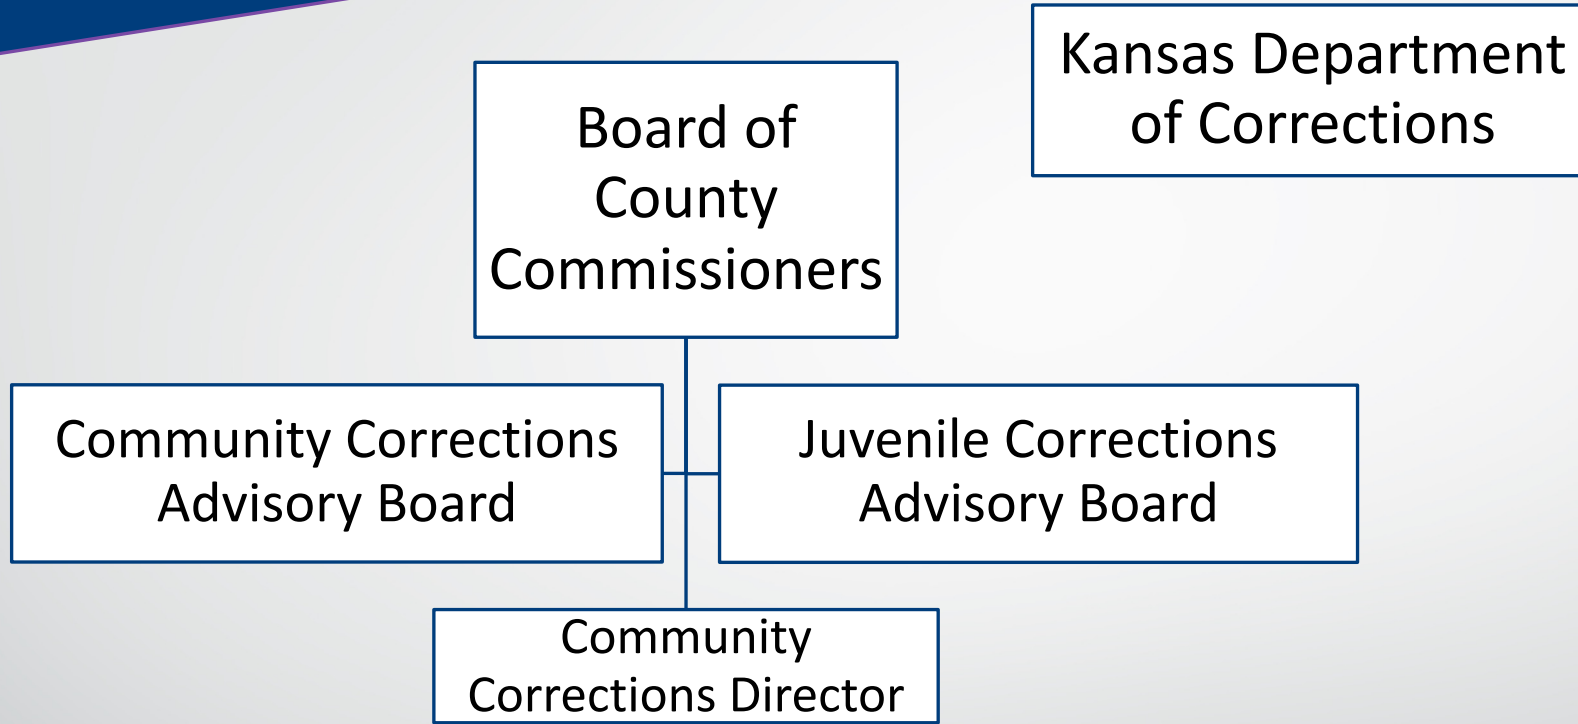 Kansas Department
of Corrections
Board of
County
Commissioners
Community Corrections
Advisory Board
Juvenile Corrections
Advisory Board
Community
Corrections Director